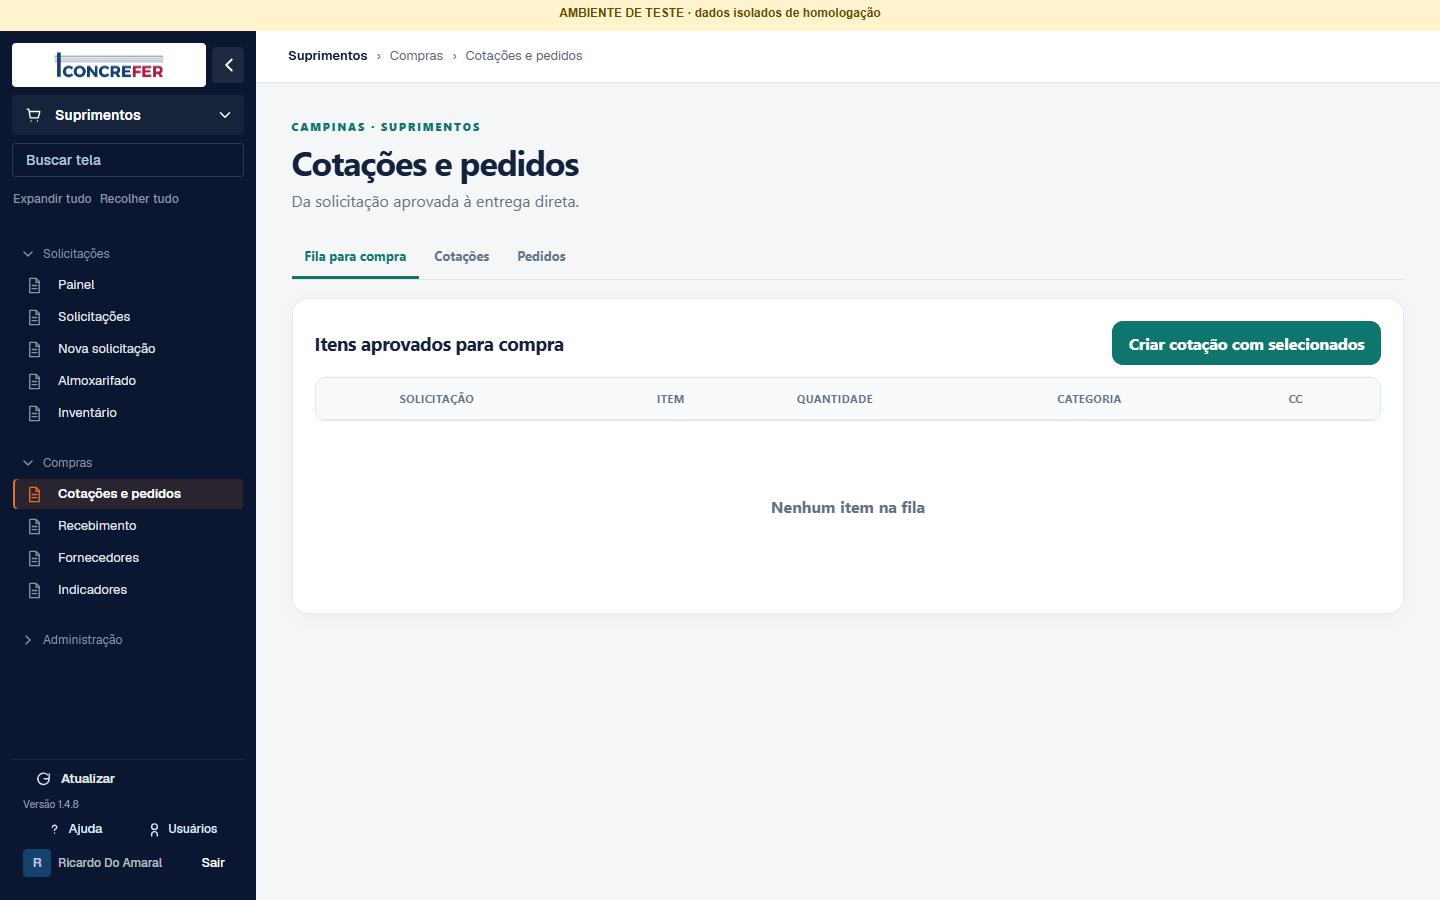 AMBIENTE DE TESTE · dados isolados de homologação
CONCREFER
Suprimentos
Buscar tela
Expandir tudo Recolher tudo
Solicitações
Painel
Solicitações
Nova solicitação
Almoxarifado
Inventário
Compras
Cotações e pedidos
Recebimento
Fornecedores
Indicadores
Administração
Atualizar
Versão 1.4.8
? Ajuda Usuários
R Ricardo Do Amaral Sair
Suprimentos › Compras › Cotações e pedidos
CAMPINAS · SUPRIMENTOS
Cotações e pedidos
Da solicitação aprovada à entrega direta.
Fila para compra Cotações Pedidos
Itens aprovados para compra
Criar cotação com selecionados
SOLICITAÇÃO ITEM QUANTIDADE CATEGORIA CC
Nenhum item na fila